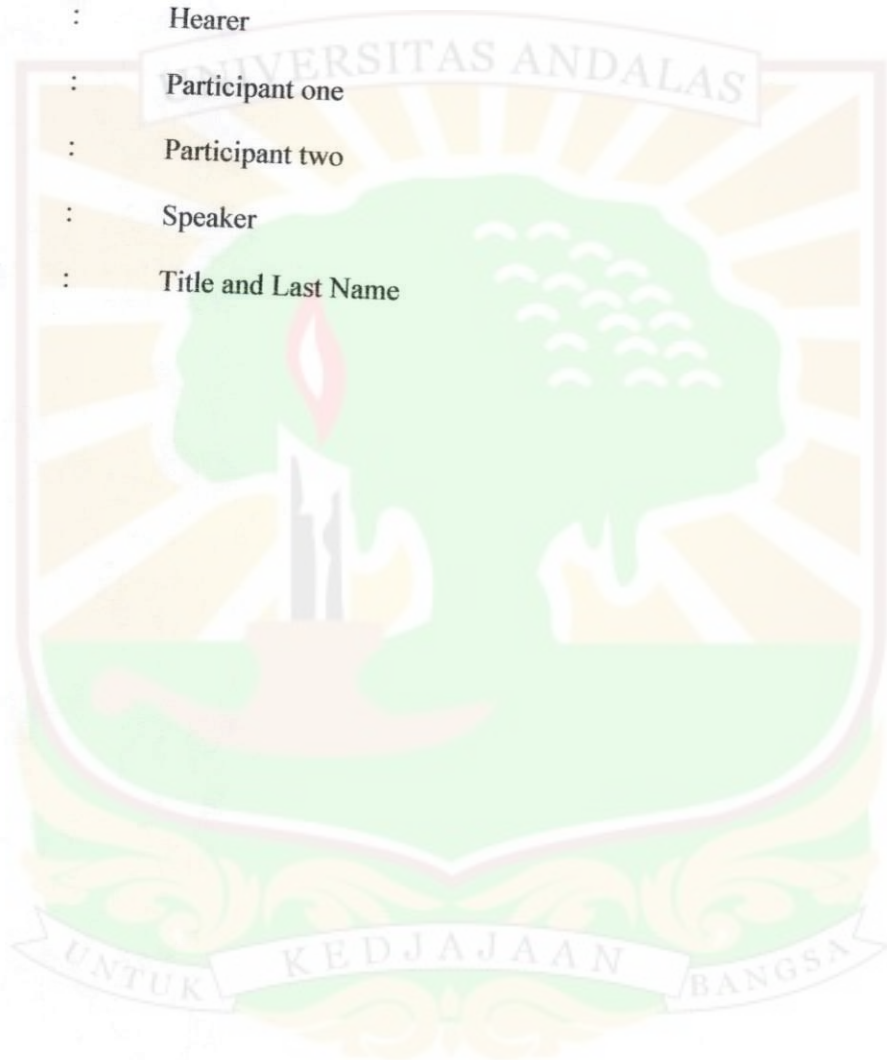 : Hearer
UNIVERSITAS ANDALAS
: Participant one
: Participant two
: Speaker
: Title and Last Name
UNTUK KEDJAJAAN BANGSA